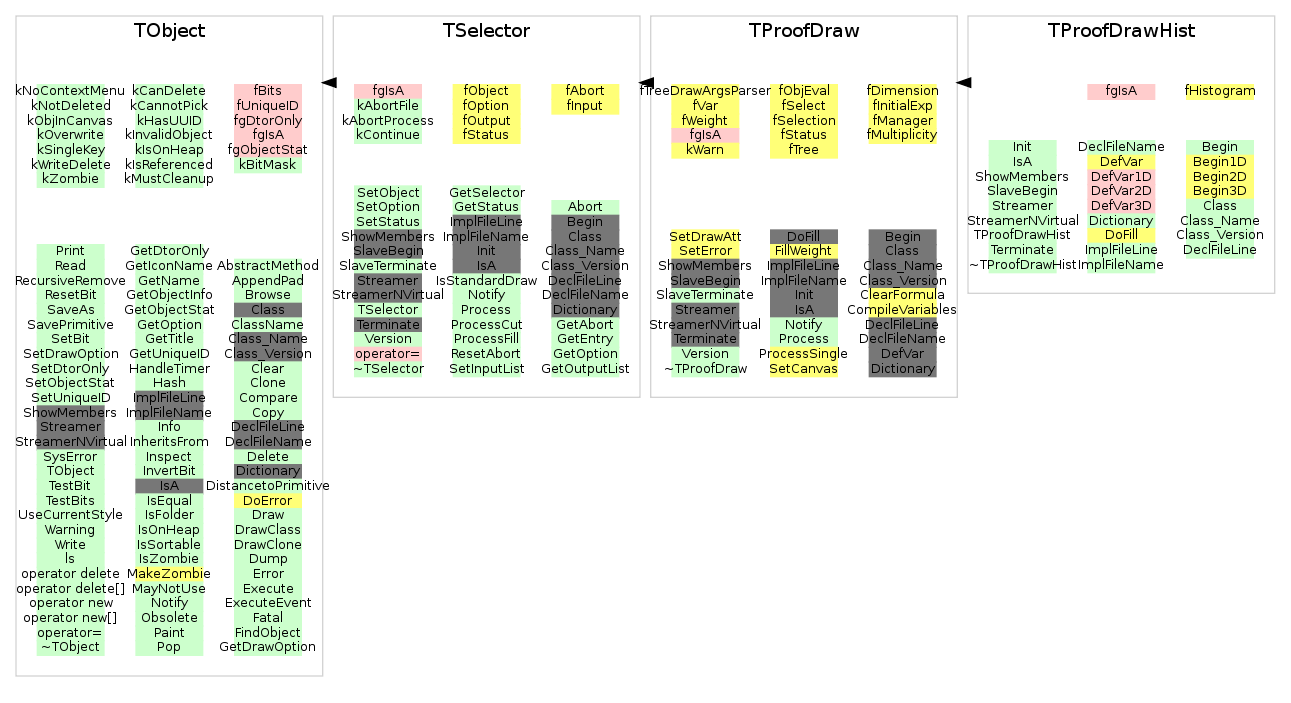 TObject
kNoContextMenu
kNotDeleted
kObjInCanvas
kOverwrite
kSingleKey
kWriteDelete
kZombie
kCanDelete
kCannotPick
kHasUUID
kInvalidObject
kIsOnHeap
kIsReferenced
kMustCleanup
fBits
fUniqueID
fgDtorOnly
fgIsA
fgObjectStat
kBitMask
Print
Read
RecursiveRemove
ResetBit
SaveAs
SavePrimitive
SetBit
SetDrawOption
SetDtorOnly
SetObjectStat
SetUniqueID
ShowMembers
Streamer
StreamerNVirtual
SysError
TObject
TestBit
TestBits
UseCurrentStyle
Warning
Write
ls
operator delete
operator delete[]
operator new
operator new[]
operator=
~TObject
GetDtorOnly
GetIconName
GetName
GetObjectInfo
GetObjectStat
GetOption
GetTitle
GetUniqueID
HandleTimer
Hash
ImplFileLine
ImplFileName
Info
InheritsFrom
Inspect
InvertBit
IsA
IsEqual
IsFolder
IsOnHeap
IsSortable
IsZombie
MakeZombie
MayNotUse
Notify
Obsolete
Paint
Pop
AbstractMethod
AppendPad
Browse
Class
ClassName
Class_Name
Class_Version
Clear
Clone
Compare
Copy
DeclFileLine
DeclFileName
Delete
Dictionary
DistancetoPrimitive
DoError
Draw
DrawClass
DrawClone
Dump
Error
Execute
ExecuteEvent
Fatal
FindObject
GetDrawOption
TSelector
fgIsA
kAbortFile
kAbortProcess
kContinue
fObject
fOption
fOutput
fStatus
fAbort
fInput
SetObject
SetOption
SetStatus
ShowMembers
SlaveBegin
SlaveTerminate
Streamer
StreamerNVirtual
TSelector
Terminate
Version
operator=
~TSelector
GetSelector
GetStatus
ImplFileLine
ImplFileName
Init
IsA
IsStandardDraw
Notify
Process
ProcessCut
ProcessFill
ResetAbort
SetInputList
Abort
Begin
Class
Class_Name
Class_Version
DeclFileLine
DeclFileName
Dictionary
GetAbort
GetEntry
GetOption
GetOutputList
TProofDraw
fTreeDrawArgsParser
fVar
fWeight
fgIsA
kWarn
fObjEval
fSelect
fSelection
fStatus
fTree
fDimension
fInitialExp
fManager
fMultiplicity
SetDrawAtt
SetError
ShowMembers
SlaveBegin
SlaveTerminate
Streamer
StreamerNVirtual
Terminate
Version
~TProofDraw
DoFill
FillWeight
ImplFileLine
ImplFileName
Init
IsA
Notify
Process
ProcessSingle
SetCanvas
Begin
Class
Class_Name
Class_Version
ClearFormula
CompileVariables
DeclFileLine
DeclFileName
DefVar
Dictionary
TProofDrawHist
fgIsA
fHistogram
Init
IsA
ShowMembers
SlaveBegin
Streamer
StreamerNVirtual
TProofDrawHist
Terminate
~TProofDrawHist
DeclFileName
DefVar
DefVar1D
DefVar2D
DefVar3D
Dictionary
DoFill
ImplFileLine
ImplFileName
Begin
Begin1D
Begin2D
Begin3D
Class
Class_Name
Class_Version
DeclFileLine